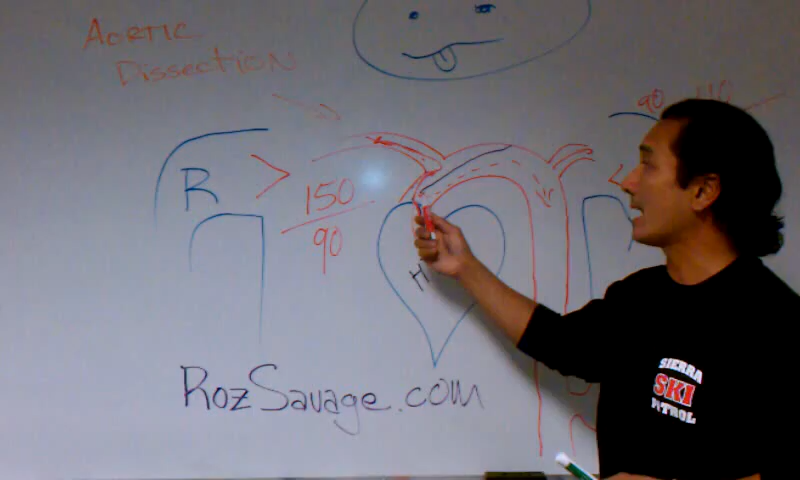 AORTIC
Dissection
R
>
150
90
90
<
H
RozSavage.com
SIERRA
SKI
PATROL